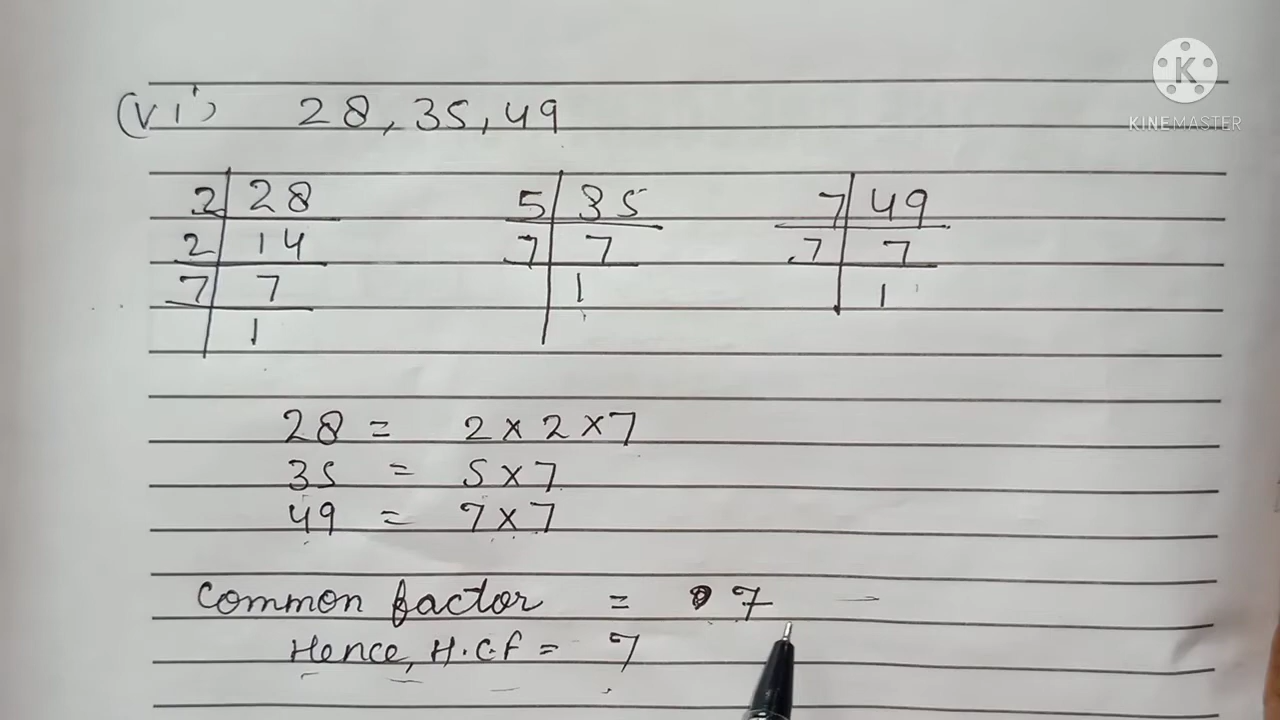 (vi) 28, 35, 49
K
KINEMASTER
2 | 28
2 | 14
7 | 7
1
5 | 35
7 | 7
1
7 | 49
7 | 7
1
28 = 2 × 2 × 7
35 = 5 × 7
49 = 7 × 7
Common factor = 7
Hence, H.C.F = 7